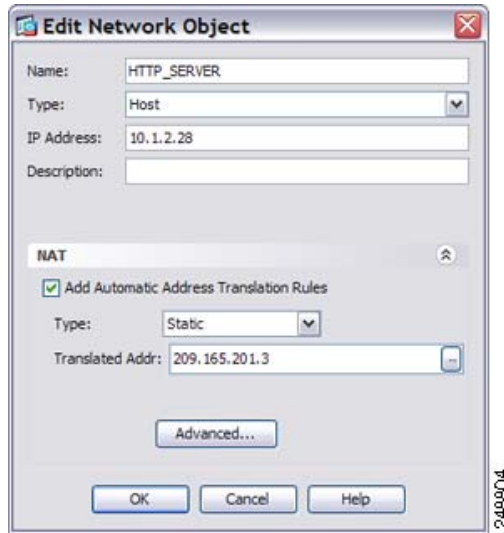 Edit Network Object
Name: HTTP_SERVER
Type: Host
IP Address: 10.1.2.28
Description:
NAT
Add Automatic Address Translation Rules
Type: Static
Translated Addr: 209.165.201.3 ...
Advanced...
OK Cancel Help
248804